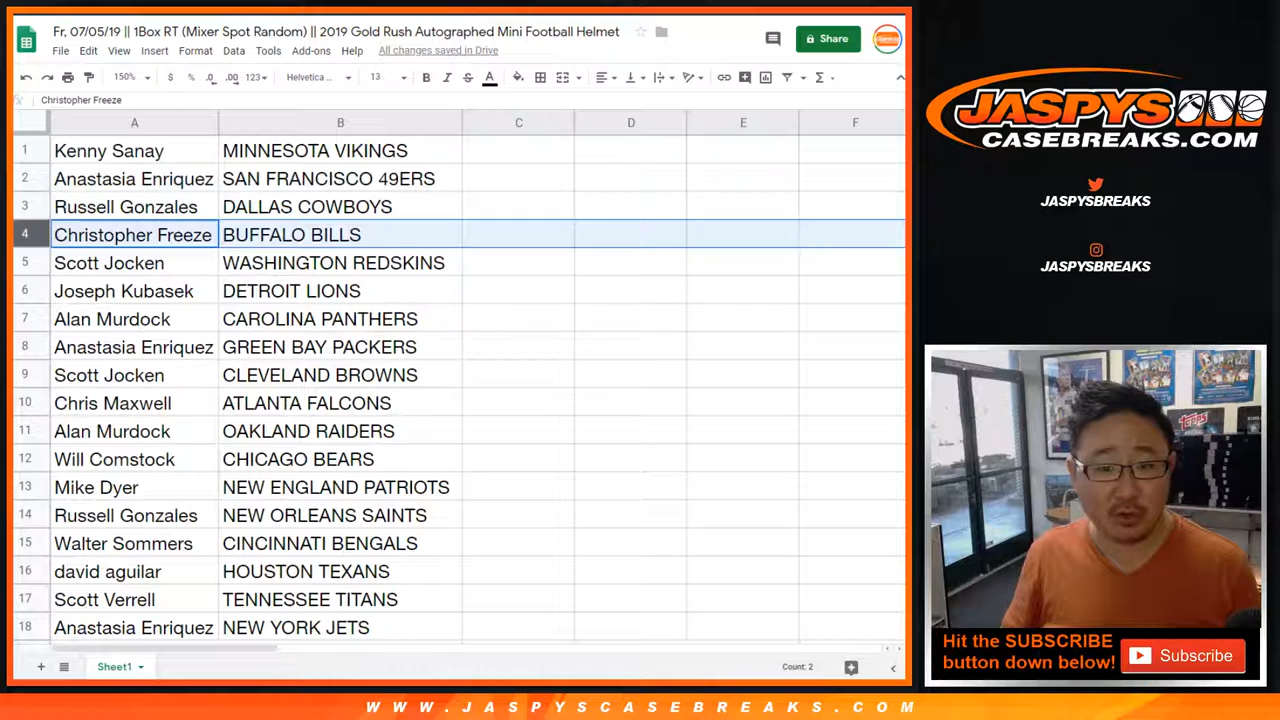 Fr, 07/05/19 || 1Box RT (Mixer Spot Random) || 2019 Gold Rush Autographed Mini Football Helmet
File Edit View Insert Format Data Tools Add-ons Help All changes saved in Drive
Share
150% $ % .0 .00 123 Helvetica ... 13 B I S A
fx Christopher Freeze
A B C D E F
1 Kenny Sanay MINNESOTA VIKINGS
2 Anastasia Enriquez SAN FRANCISCO 49ERS
3 Russell Gonzales DALLAS COWBOYS
4 Christopher Freeze BUFFALO BILLS
5 Scott Jocken WASHINGTON REDSKINS
6 Joseph Kubasek DETROIT LIONS
7 Alan Murdock CAROLINA PANTHERS
8 Anastasia Enriquez GREEN BAY PACKERS
9 Scott Jocken CLEVELAND BROWNS
10 Chris Maxwell ATLANTA FALCONS
11 Alan Murdock OAKLAND RAIDERS
12 Will Comstock CHICAGO BEARS
13 Mike Dyer NEW ENGLAND PATRIOTS
14 Russell Gonzales NEW ORLEANS SAINTS
15 Walter Sommers CINCINNATI BENGALS
16 david aguilar HOUSTON TEXANS
17 Scott Verrell TENNESSEE TITANS
18 Anastasia Enriquez NEW YORK JETS
Sheet1
Count: 2
JASPYS
CASEBREAKS.COM
JASPYSBREAKS
JASPYSBREAKS
TOPPS
Hit the SUBSCRIBE
button down below!
Subscribe
WWW.JASPYSCASEBREAKS.COM